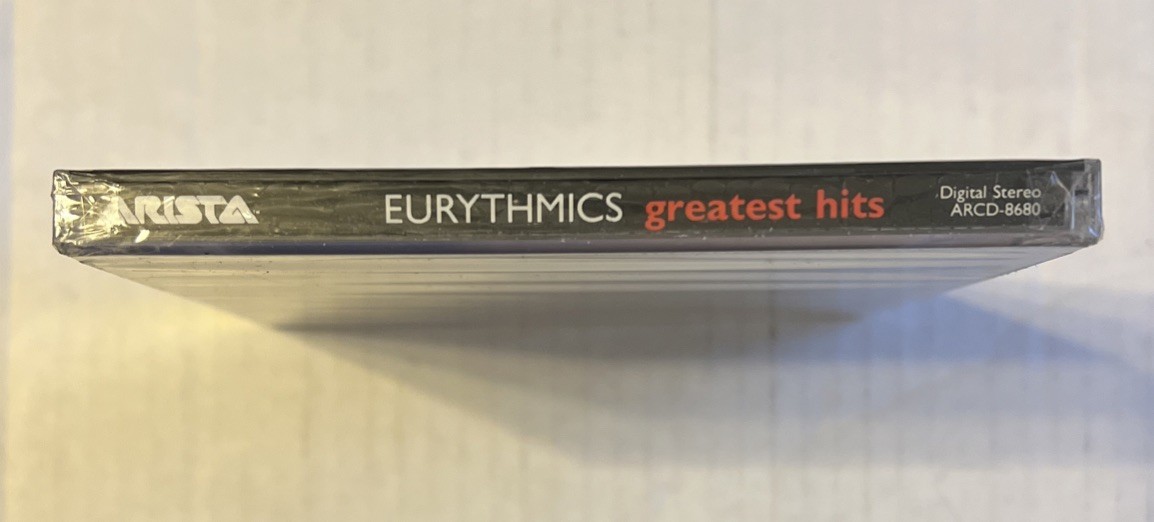 ARISTA
EURYTHMICS greatest hits
Digital Stereo
ARCD-8680